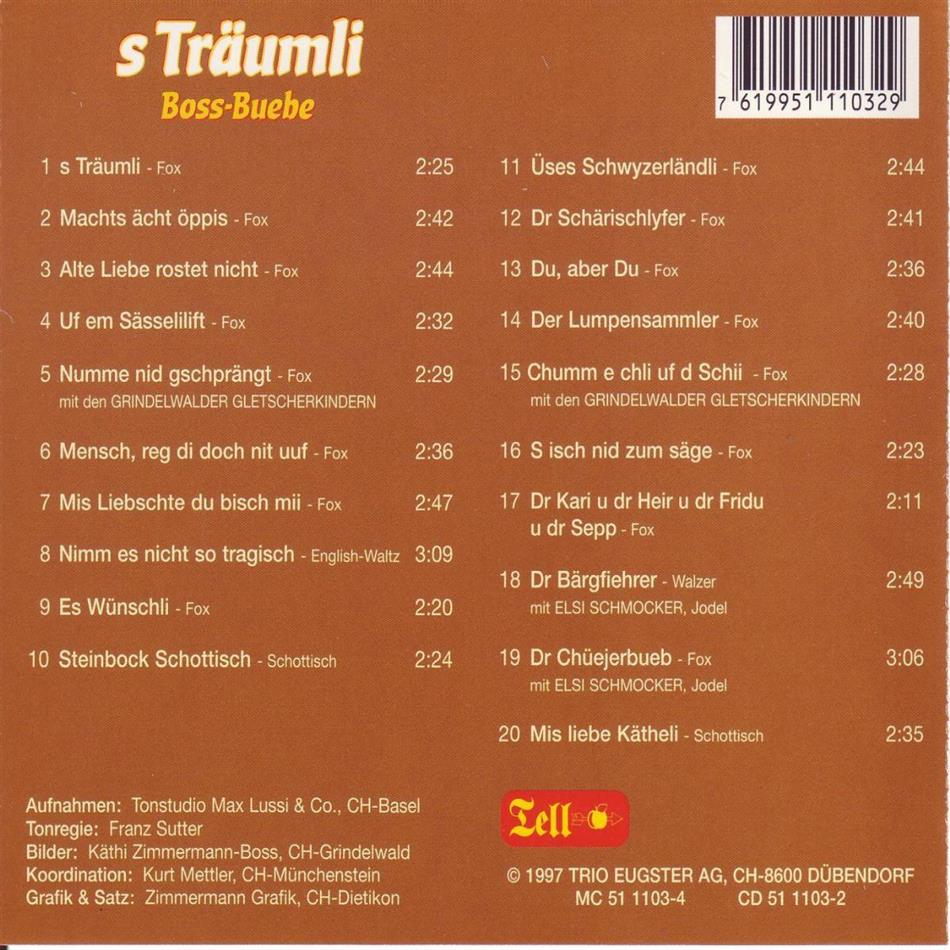 s Träumli
Boss-Buebe
7 619951 110329
1 s Träumli - Fox 2:25
2 Machts ächt öppis - Fox 2:42
3 Alte Liebe rostet nicht - Fox 2:44
4 Uf em Sässelilift - Fox 2:32
5 Numme nid gschprängt - Fox 2:29
mit den GRINDELWALDER GLETSCHERKINDERN
6 Mensch, reg di doch nit uuf - Fox 2:36
7 Mis Liebschte du bisch mii - Fox 2:47
8 Nimm es nicht so tragisch - English-Waltz 3:09
9 Es Wünschli - Fox 2:20
10 Steinbock Schottisch - Schottisch 2:24
11 Üses Schwyzerländli - Fox 2:44
12 Dr Schärischlyfer - Fox 2:41
13 Du, aber Du - Fox 2:36
14 Der Lumpensammler - Fox 2:40
15 Chumm e chli uf d Schii - Fox 2:28
mit den GRINDELWALDER GLETSCHERKINDERN
16 S isch nid zum säge - Fox 2:23
17 Dr Kari u dr Heir u dr Fridu 2:11
u dr Sepp - Fox
18 Dr Bärgfiehrer - Walzer 2:49
mit ELSI SCHMOCKER, Jodel
19 Dr Chüejerbueb - Fox 3:06
mit ELSI SCHMOCKER, Jodel
20 Mis liebe Kätheli - Schottisch 2:35
Aufnahmen: Tonstudio Max Lussi & Co., CH-Basel
Tonregie: Franz Sutter
Bilder: Käthi Zimmermann-Boss, CH-Grindelwald
Koordination: Kurt Mettler, CH-Münchenstein
Grafik & Satz: Zimmermann Grafik, CH-Dietikon
Tell
© 1997 TRIO EUGSTER AG, CH-8600 DÜBENDORF
MC 51 1103-4 CD 51 1103-2